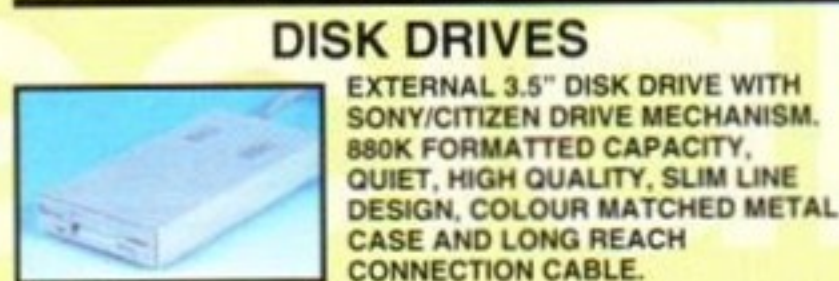 DISK DRIVES
EXTERNAL 3.5" DISK DRIVE WITH
SONY/CITIZEN DRIVE MECHANISM.
880K FORMATTED CAPACITY,
QUIET, HIGH QUALITY, SLIM LINE
DESIGN, COLOUR MATCHED METAL
CASE AND LONG REACH
CONNECTION CABLE.